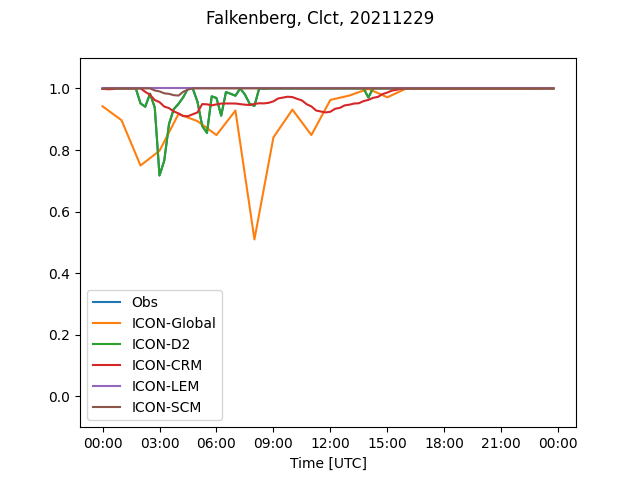 Falkenberg, Clct, 20211229
1.0
0.8
0.6
0.4
0.2
0.0
Obs
ICON-Global
ICON-D2
ICON-CRM
ICON-LEM
ICON-SCM
00:00 03:00 06:00 09:00 12:00 15:00 18:00 21:00 00:00
Time [UTC]